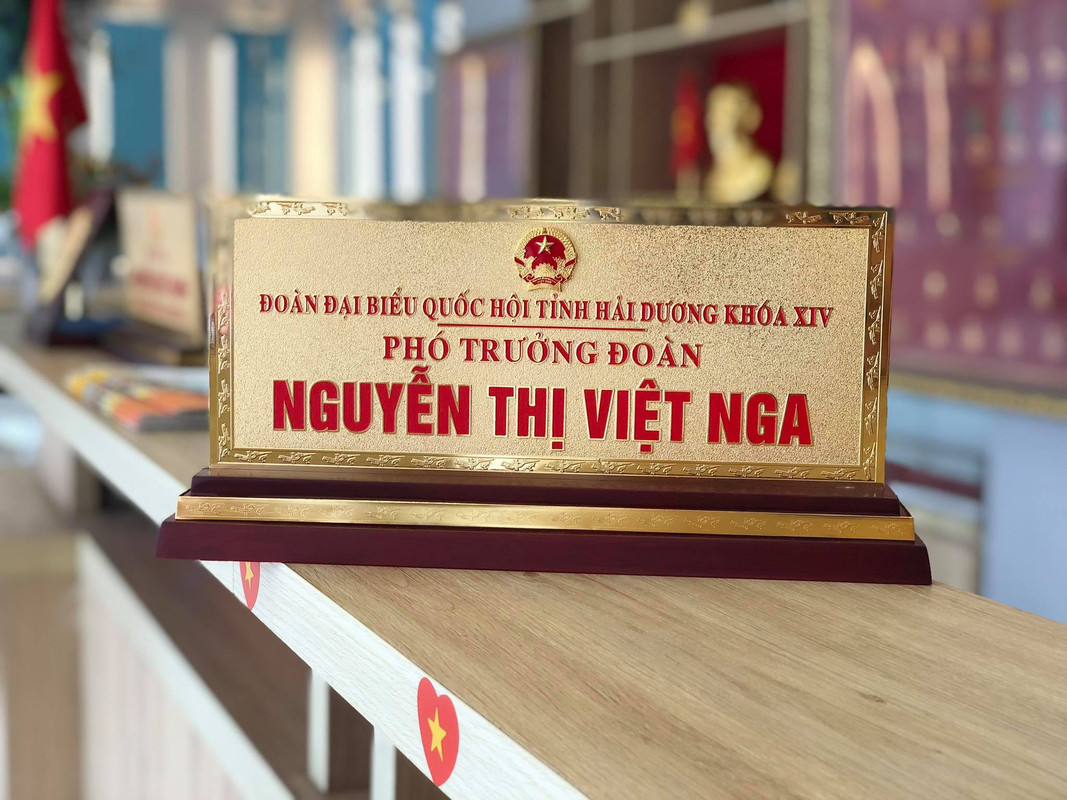 ĐOÀN ĐẠI BIỂU QUỐC HỘI TỈNH HẢI DƯƠNG KHÓA XIV
PHÓ TRƯỞNG ĐOÀN
NGUYỄN THỊ VIỆT NGA